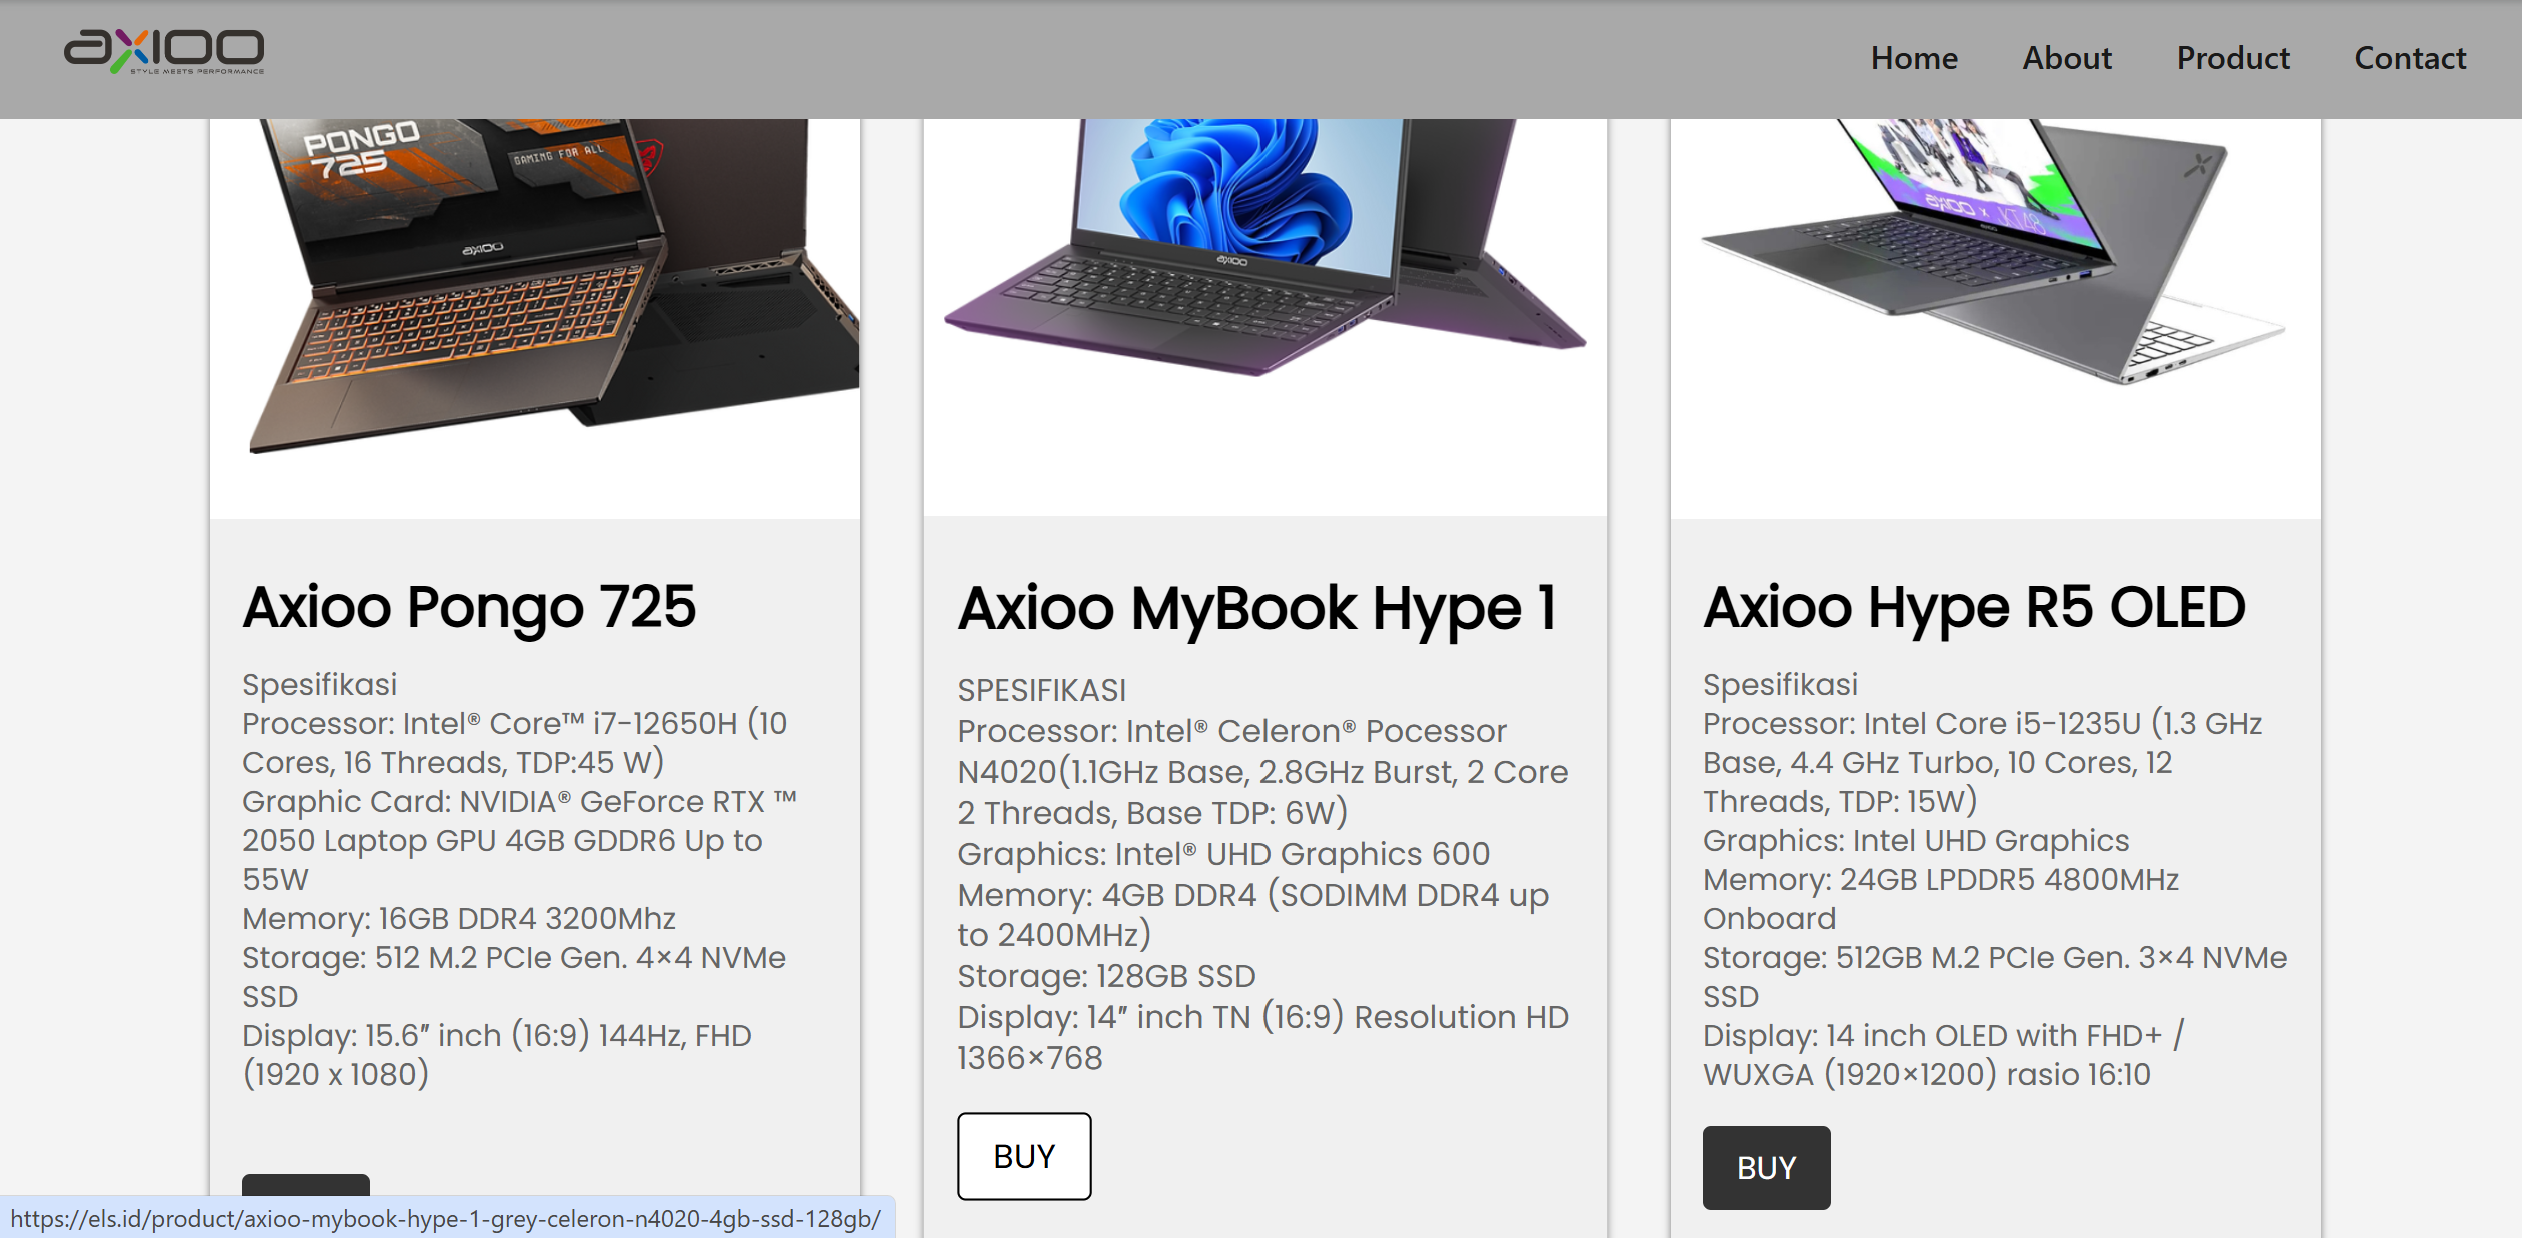 axioo
STYLE MEETS PERFORMANCE
Home
About
Product
Contact
PONGO
725
GAMING FOR ALL
axioo
axioo
axioo x JKT48
axioo
Axioo Pongo 725
Spesifikasi
Processor: Intel® Core™ i7-12650H (10
Cores, 16 Threads, TDP:45 W)
Graphic Card: NVIDIA® GeForce RTX ™
2050 Laptop GPU 4GB GDDR6 Up to
55W
Memory: 16GB DDR4 3200Mhz
Storage: 512 M.2 PCIe Gen. 4×4 NVMe
SSD
Display: 15.6″ inch (16:9) 144Hz, FHD
(1920 x 1080)
Axioo MyBook Hype 1
SPESIFIKASI
Processor: Intel® Celeron® Pocessor
N4020(1.1GHz Base, 2.8GHz Burst, 2 Core
2 Threads, Base TDP: 6W)
Graphics: Intel® UHD Graphics 600
Memory: 4GB DDR4 (SODIMM DDR4 up
to 2400MHz)
Storage: 128GB SSD
Display: 14″ inch TN (16:9) Resolution HD
1366×768
BUY
Axioo Hype R5 OLED
Spesifikasi
Processor: Intel Core i5-1235U (1.3 GHz
Base, 4.4 GHz Turbo, 10 Cores, 12
Threads, TDP: 15W)
Graphics: Intel UHD Graphics
Memory: 24GB LPDDR5 4800MHz
Onboard
Storage: 512GB M.2 PCIe Gen. 3×4 NVMe
SSD
Display: 14 inch OLED with FHD+ /
WUXGA (1920×1200) rasio 16:10
BUY
https://els.id/product/axioo-mybook-hype-1-grey-celeron-n4020-4gb-ssd-128gb/